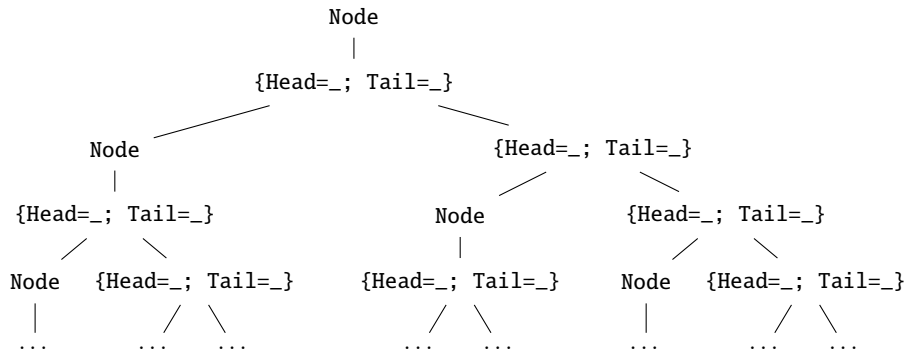 Node
{Head=_; Tail=_}
Node {Head=_; Tail=_}
{Head=_; Tail=_} Node {Head=_; Tail=_}
Node {Head=_; Tail=_} {Head=_; Tail=_} Node {Head=_; Tail=_}
... ... ... ... ... ... ... ...